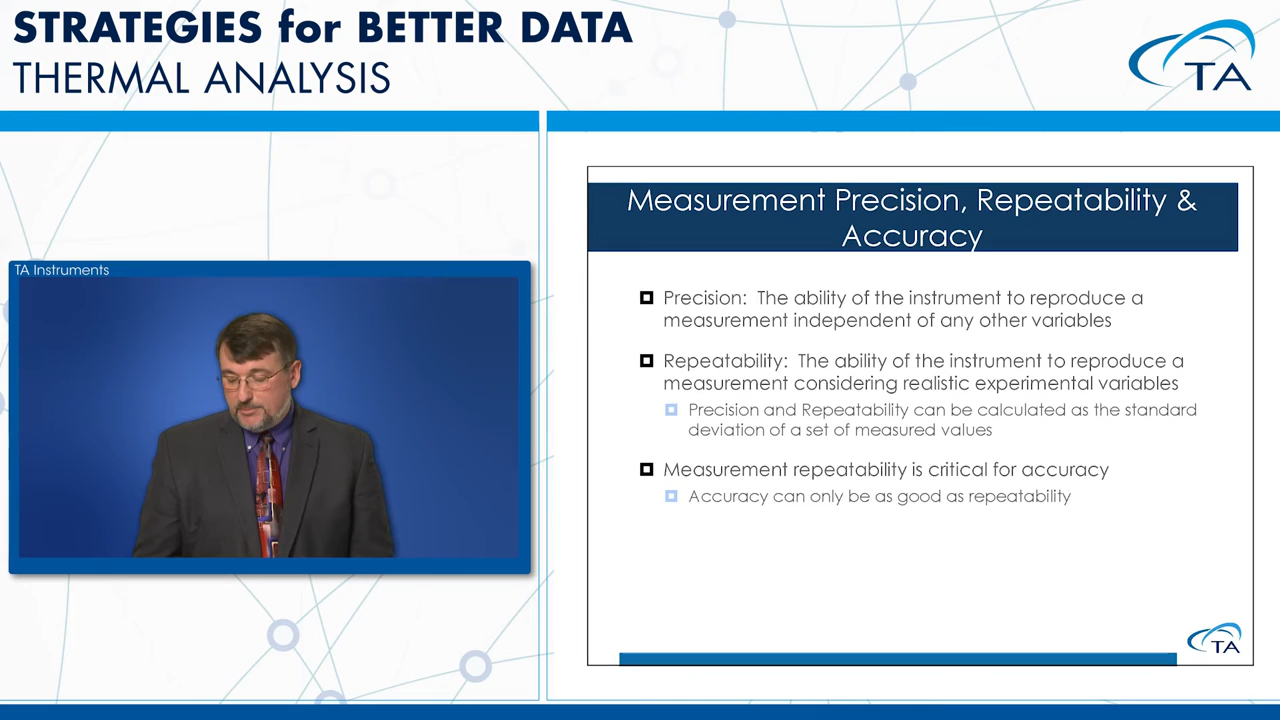 STRATEGIES for BETTER DATA
THERMAL ANALYSIS
TA
TA Instruments
Measurement Precision, Repeatability &
Accuracy
Precision: The ability of the instrument to reproduce a
measurement independent of any other variables
Repeatability: The ability of the instrument to reproduce a
measurement considering realistic experimental variables
Precision and Repeatability can be calculated as the standard
deviation of a set of measured values
Measurement repeatability is critical for accuracy
Accuracy can only be as good as repeatability
TA